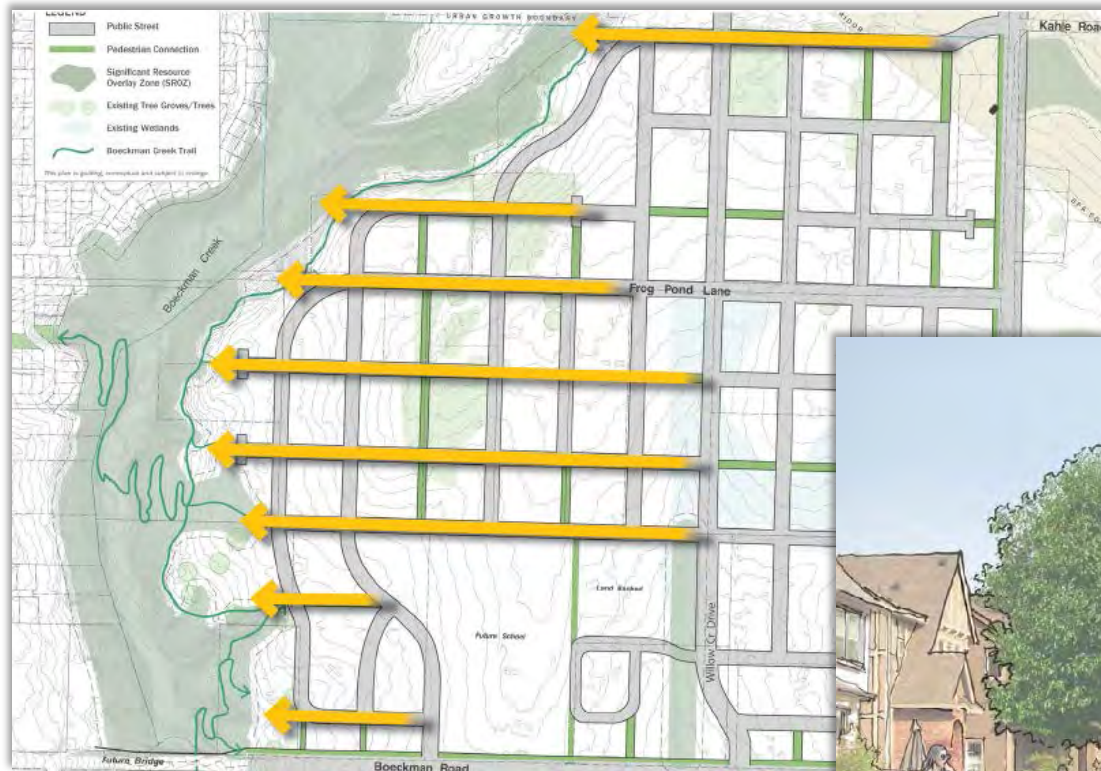 LEGEND
Public Street
Pedestrian Connection
Significant Resource
Overlay Zone (SROZ)
Existing Tree Groves/Trees
Existing Wetlands
Boeckman Creek Trail
This plan is guiding, conceptual and subject to change.
URBAN GROWTH BOUNDARY
Kahle Road
Boeckman Creek
Frog Pond Lane
Land Banked
Future School
Willow Cr Drive
Future Bridge
Boeckman Road